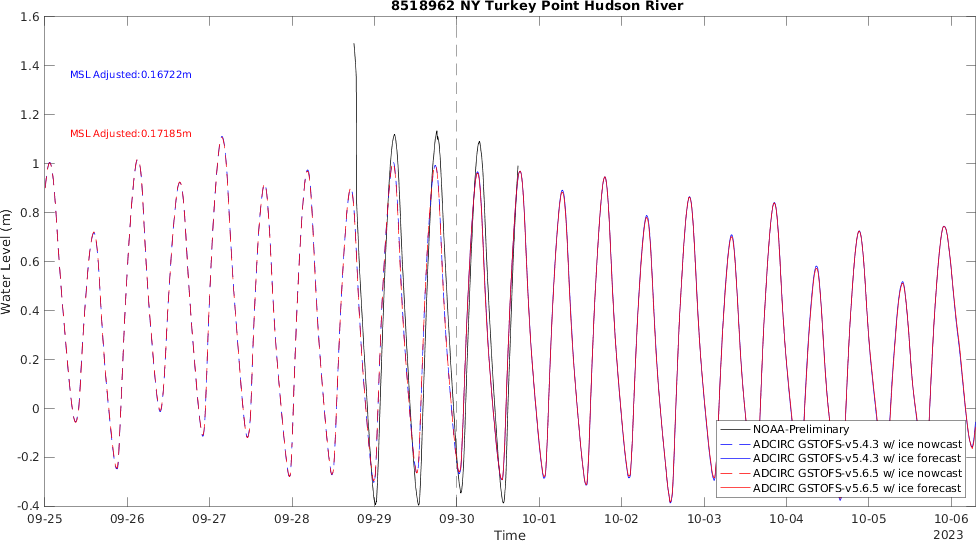 8518962 NY Turkey Point Hudson River
1.6
1.4
1.2
1
0.8
0.6
0.4
0.2
0
-0.2
-0.4
Water Level (m)
MSL Adjusted:0.16722m
MSL Adjusted:0.17185m
NOAA-Preliminary
ADCIRC GSTOFS-v5.4.3 w/ ice nowcast
ADCIRC GSTOFS-v5.4.3 w/ ice forecast
ADCIRC GSTOFS-v5.6.5 w/ ice nowcast
ADCIRC GSTOFS-v5.6.5 w/ ice forecast
09-25 09-26 09-27 09-28 09-29 09-30 10-01 10-02 10-03 10-04 10-05 10-06
Time
2023